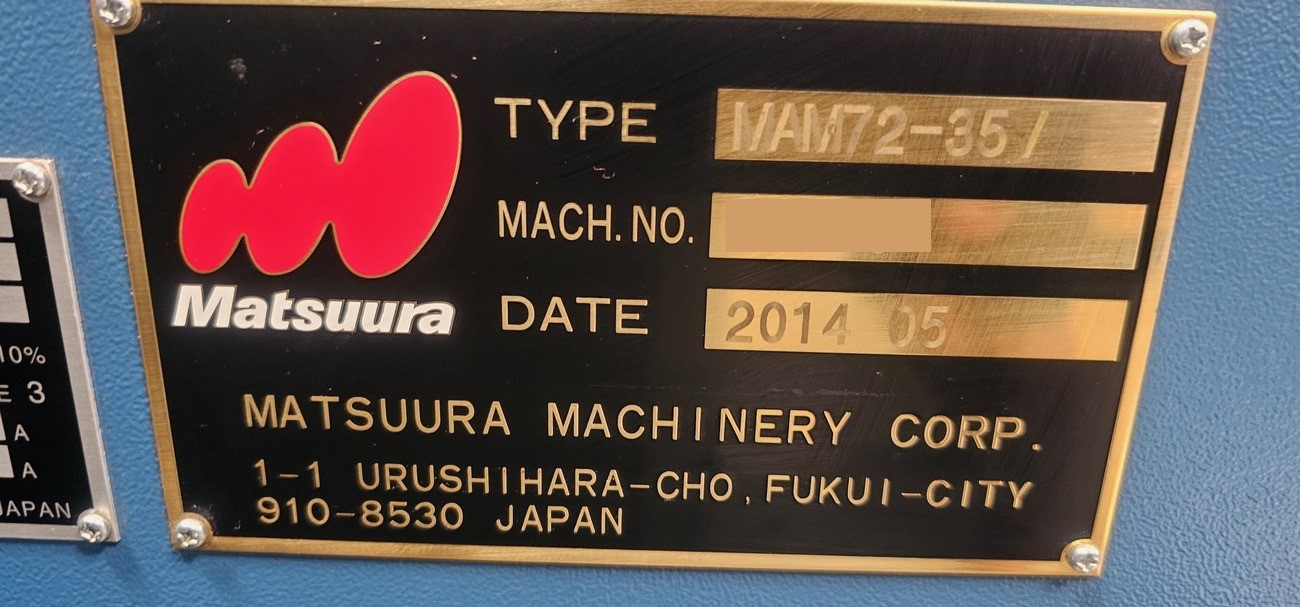 TYPE MAM72-35/
MACH. NO.
Matsuura
DATE 2014 05
MATSUURA MACHINERY CORP.
1-1 URUSHIHARA-CHO, FUKUI-CITY
910-8530 JAPAN
10%
E 3
A
A
JAPAN